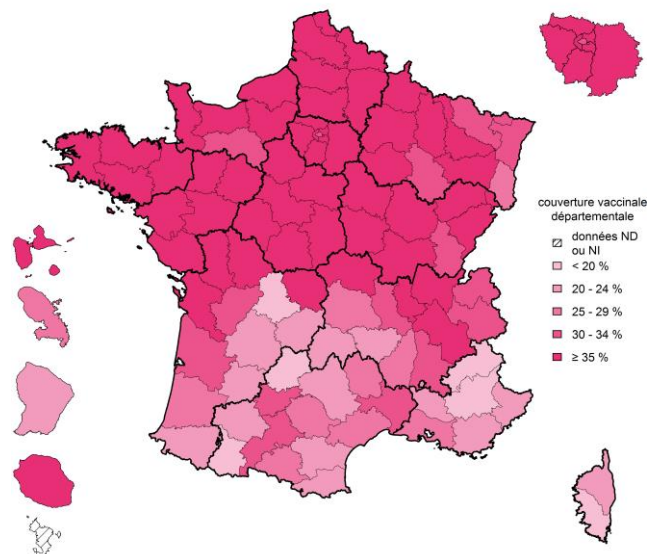 couverture vaccinale
départementale
données ND
ou NI
< 20 %
20 - 24 %
25 - 29 %
30 - 34 %
≥ 35 %